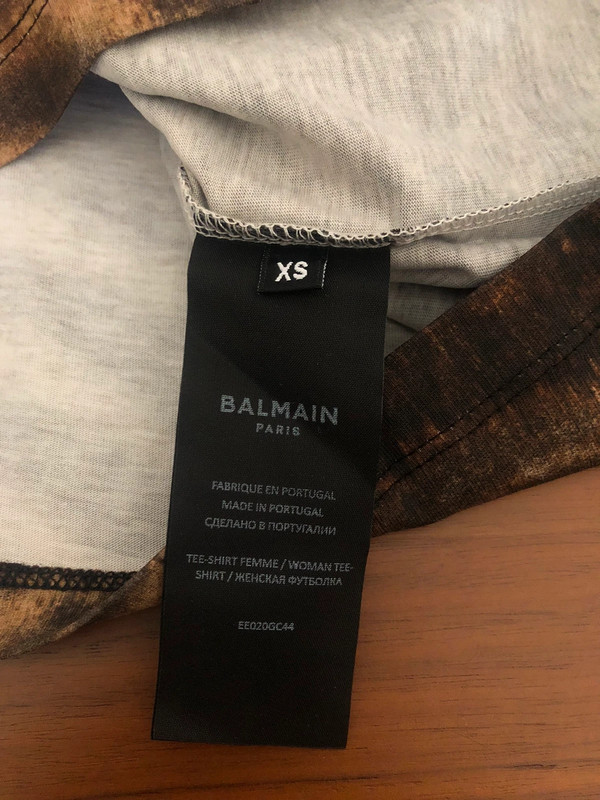 XS
BALMAIN
PARIS
FABRIQUE EN PORTUGAL
MADE IN PORTUGAL
СДЕЛАНО В ПОРТУГАЛИИ
TEE-SHIRT FEMME / WOMAN TEE-
SHIRT / ЖЕНСКАЯ ФУТБОЛКА
EE020GC44